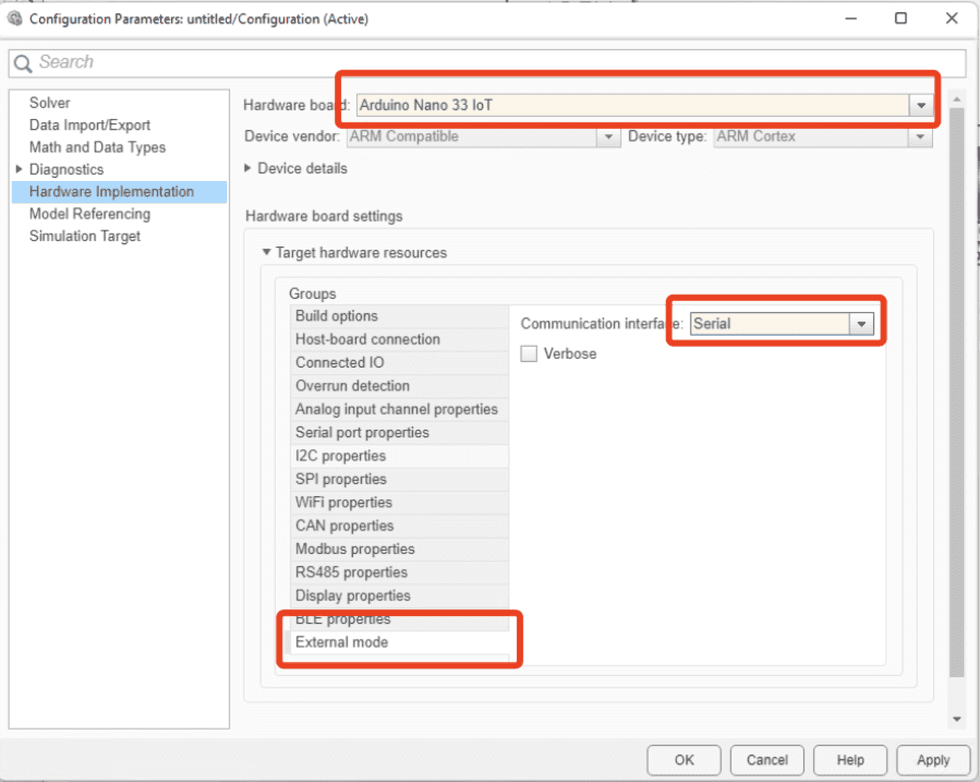 Configuration Parameters: untitled/Configuration (Active)
Search
Solver
Data Import/Export
Math and Data Types
Diagnostics
Hardware Implementation
Model Referencing
Simulation Target
Hardware board: Arduino Nano 33 IoT
Device vendor: ARM Compatible Device type: ARM Cortex
Device details
Hardware board settings
Target hardware resources
Groups
Build options
Host-board connection
Connected IO
Overrun detection
Analog input channel properties
Serial port properties
I2C properties
SPI properties
WiFi properties
CAN properties
Modbus properties
RS485 properties
Display properties
BLE properties
External mode
Communication interface: Serial
Verbose
OK Cancel Help Apply